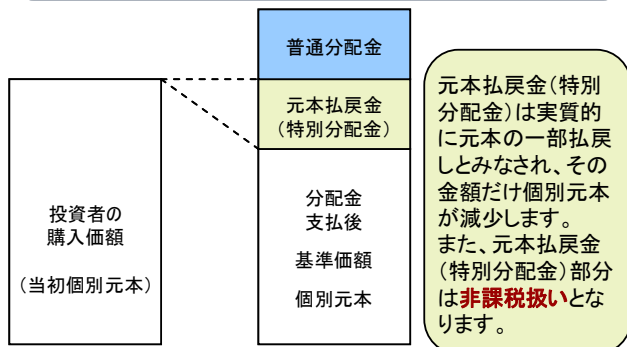 普通分配金
元本払戻金
(特別分配金)
投資者の
購入価額
(当初個別元本)
分配金
支払後
基準価額
個別元本
元本払戻金(特別
分配金)は実質的
に元本の一部払戻
しとみなされ、その
金額だけ個別元本
が減少します。
また、元本払戻金
(特別分配金)部分
は非課税扱いとな
ります。